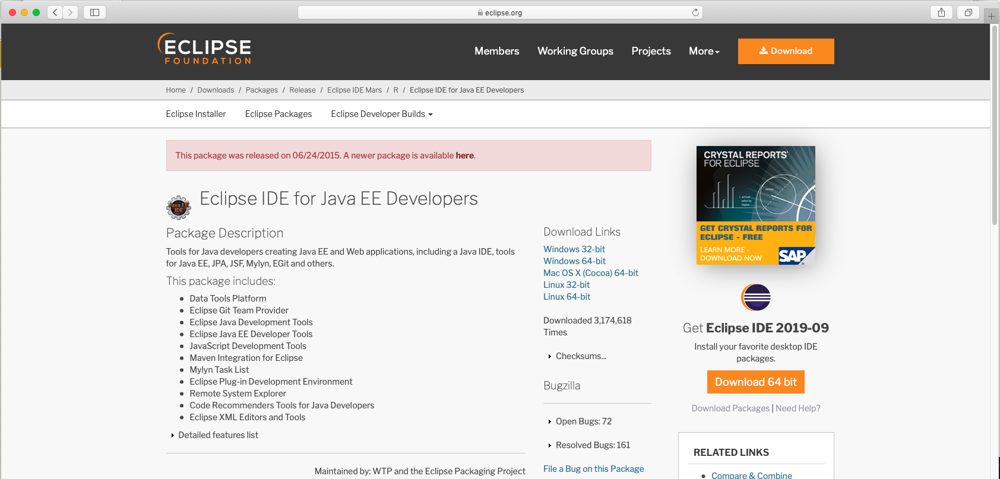 eclipse.org
ECLIPSE
FOUNDATION
Members Working Groups Projects More Download
Home / Downloads / Packages / Release / Eclipse IDE Mars / R / Eclipse IDE for Java EE Developers
Eclipse Installer Eclipse Packages Eclipse Developer Builds
This package was released on 06/24/2015. A newer package is available here.
Java EE
IDE
Eclipse IDE for Java EE Developers
Package Description
Tools for Java developers creating Java EE and Web applications, including a Java IDE, tools
for Java EE, JPA, JSF, Mylyn, EGit and others.
This package includes:
Data Tools Platform
Eclipse Git Team Provider
Eclipse Java Development Tools
Eclipse Java EE Developer Tools
JavaScript Development Tools
Maven Integration for Eclipse
Mylyn Task List
Eclipse Plug-in Development Environment
Remote System Explorer
Code Recommenders Tools for Java Developers
Eclipse XML Editors and Tools
Detailed features list
Maintained by: WTP and the Eclipse Packaging Project
Download Links
Windows 32-bit
Windows 64-bit
Mac OS X (Cocoa) 64-bit
Linux 32-bit
Linux 64-bit
Downloaded 3,174,618
Times
Checksums...
Bugzilla
Open Bugs: 72
Resolved Bugs: 161
File a Bug on this Package
CRYSTAL REPORTS
FOR ECLIPSE
1. annual
sales by
region
GET CRYSTAL REPORTS FOR
ECLIPSE - FREE
LEARN MORE -
DOWNLOAD NOW
SAP
Get Eclipse IDE 2019-09
Install your favorite desktop IDE
packages.
Download 64 bit
Download Packages | Need Help?
RELATED LINKS
Compare & Combine